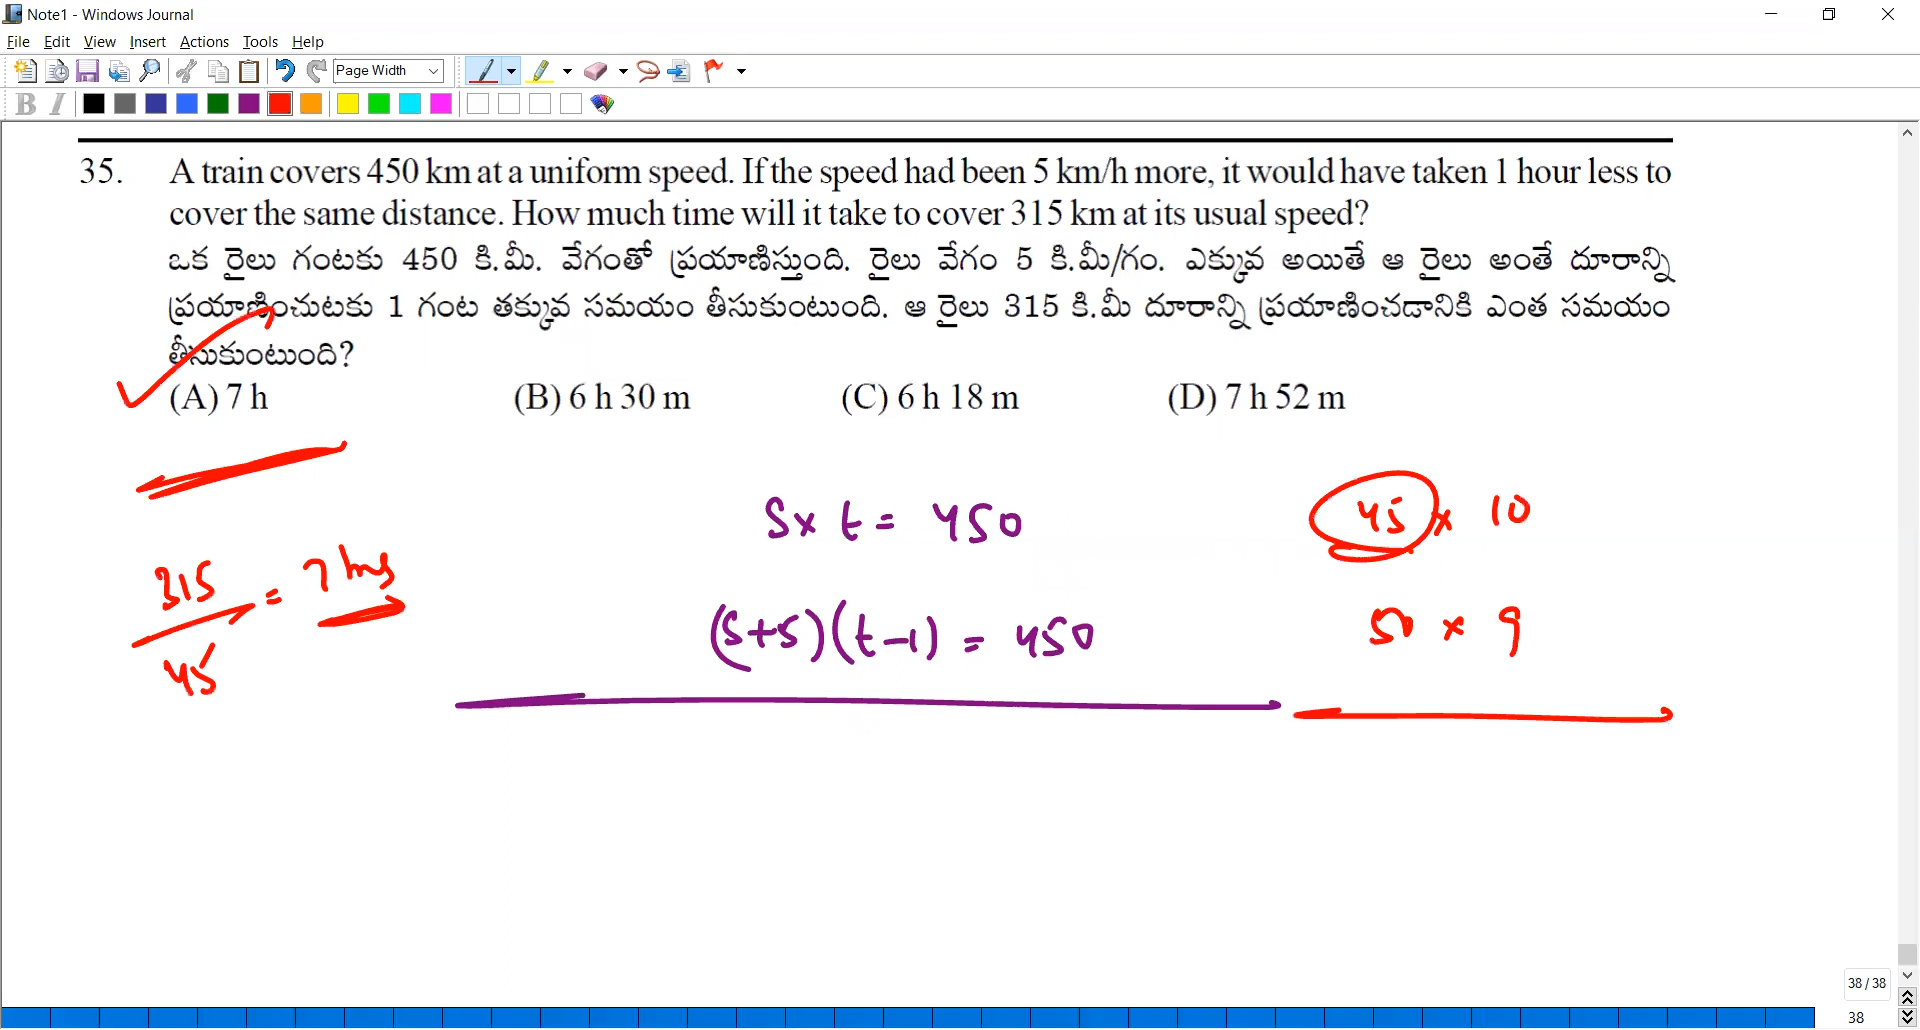 Note1 - Windows Journal
File Edit View Insert Actions Tools Help
Page Width
B I
35. A train covers 450 km at a uniform speed. If the speed had been 5 km/h more, it would have taken 1 hour less to
cover the same distance. How much time will it take to cover 315 km at its usual speed?
ఒక రైలు గంటకు 450 కి.మీ. వేగంతో ప్రయాణిస్తుంది. రైలు వేగం 5 కి.మీ/గం. ఎక్కువ అయితే ఆ రైలు అంతే దూరాన్ని
ప్రయాణించుటకు 1 గంట తక్కువ సమయం తీసుకుంటుంది. ఆ రైలు 315 కి.మీ దూరాన్ని ప్రయాణించడానికి ఎంత సమయం
తీసుకుంటుంది?
(A) 7 h (B) 6 h 30 m (C) 6 h 18 m (D) 7 h 52 m
S x t = 450
45 x 10
315/45 = 7 hrs
(S+5)(t-1) = 450
50 x 9
38 / 38
38